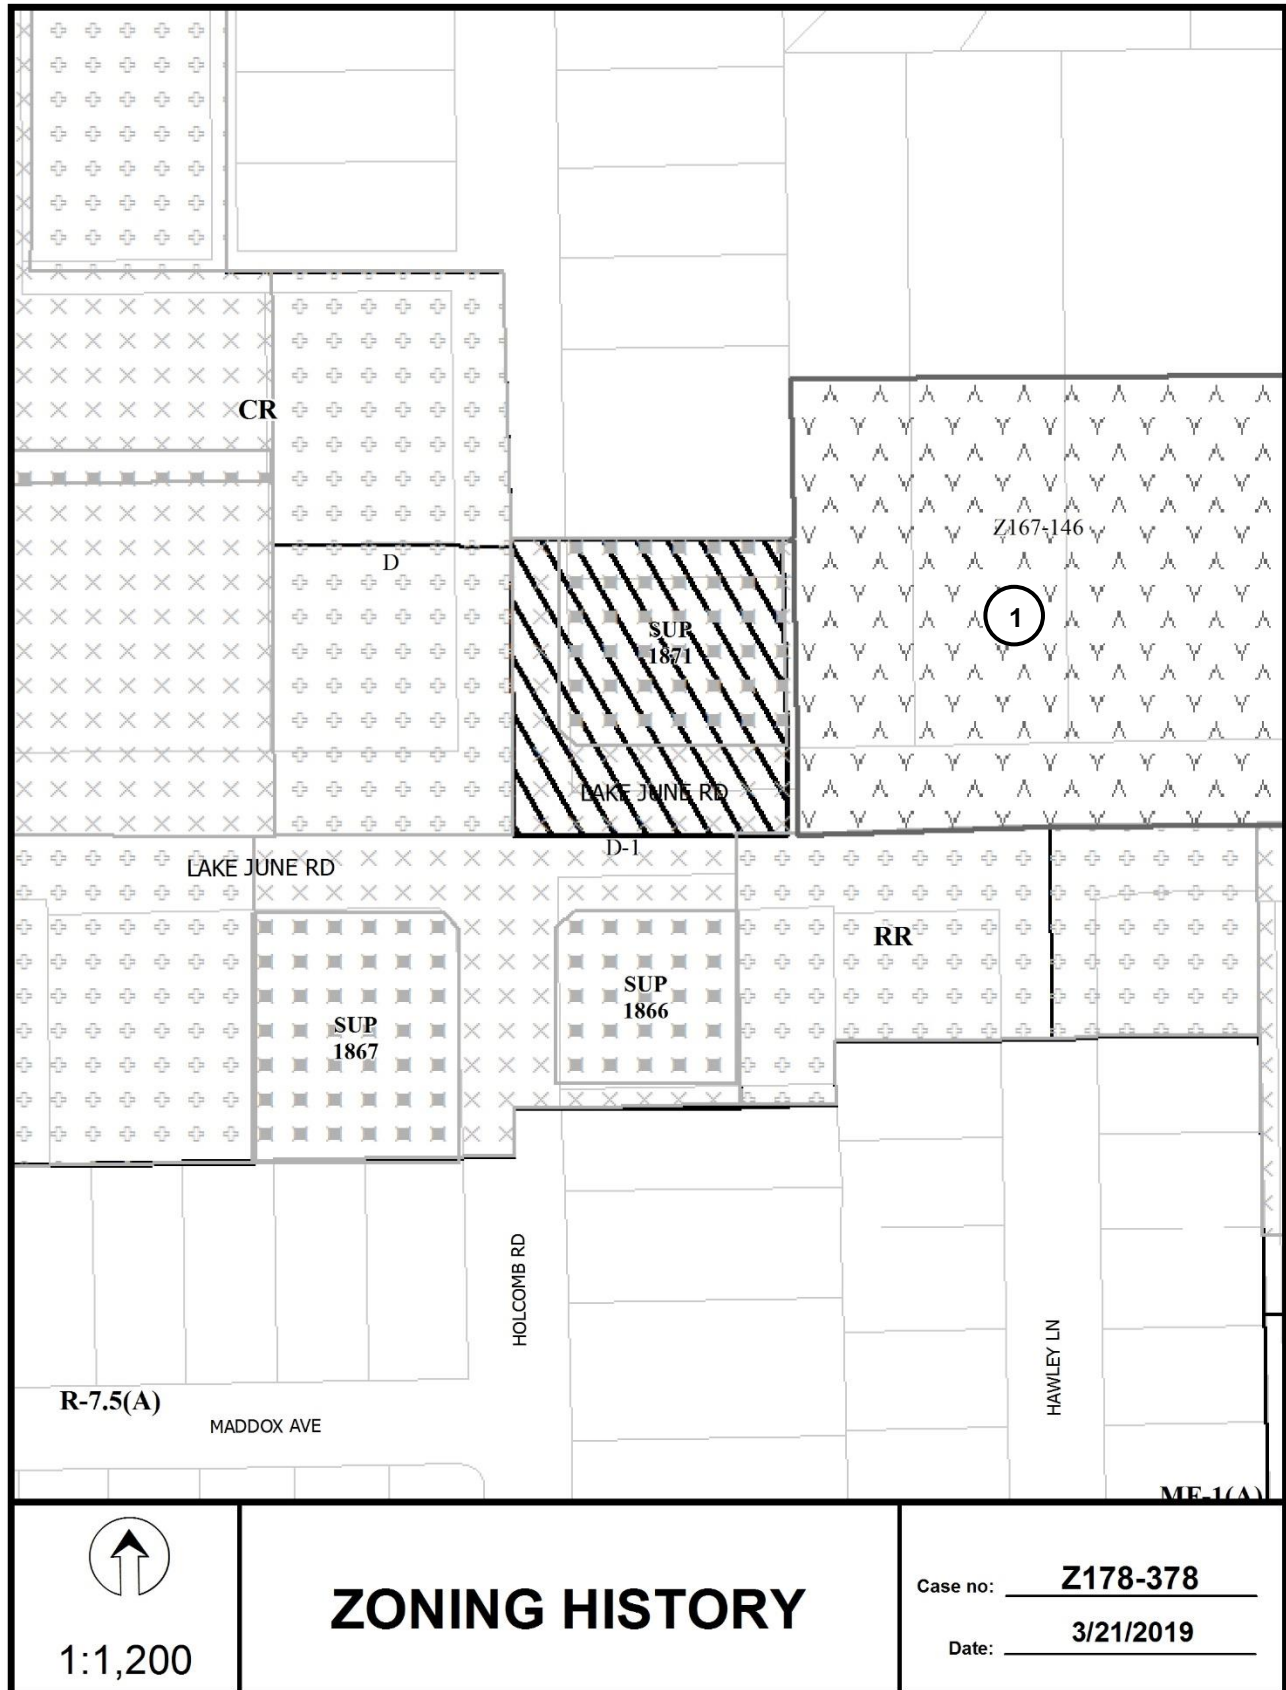 CR
Z167-146
D
1
SUP
1871
LAKE JUNE RD
D-1
LAKE JUNE RD
RR
SUP
1866
SUP
1867
HOLCOMB RD
HAWLEY LN
R-7.5(A)
MADDOX AVE
MF-1(A)
1:1,200
ZONING HISTORY
Case no: Z178-378
Date: 3/21/2019